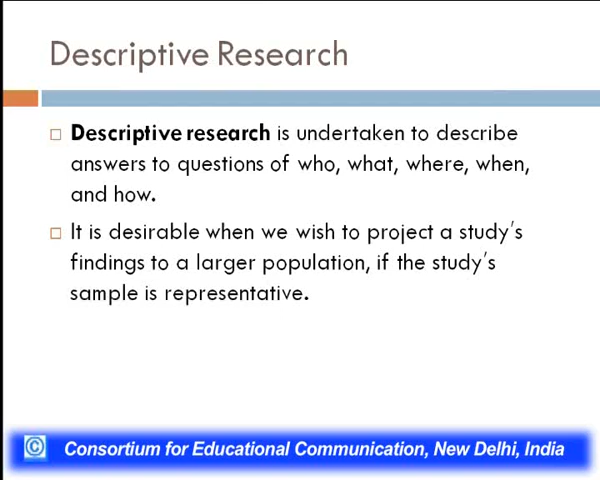 Descriptive Research
Descriptive research is undertaken to describe
answers to questions of who, what, where, when,
and how.
It is desirable when we wish to project a study's
findings to a larger population, if the study's
sample is representative.
© Consortium for Educational Communication, New Delhi, India